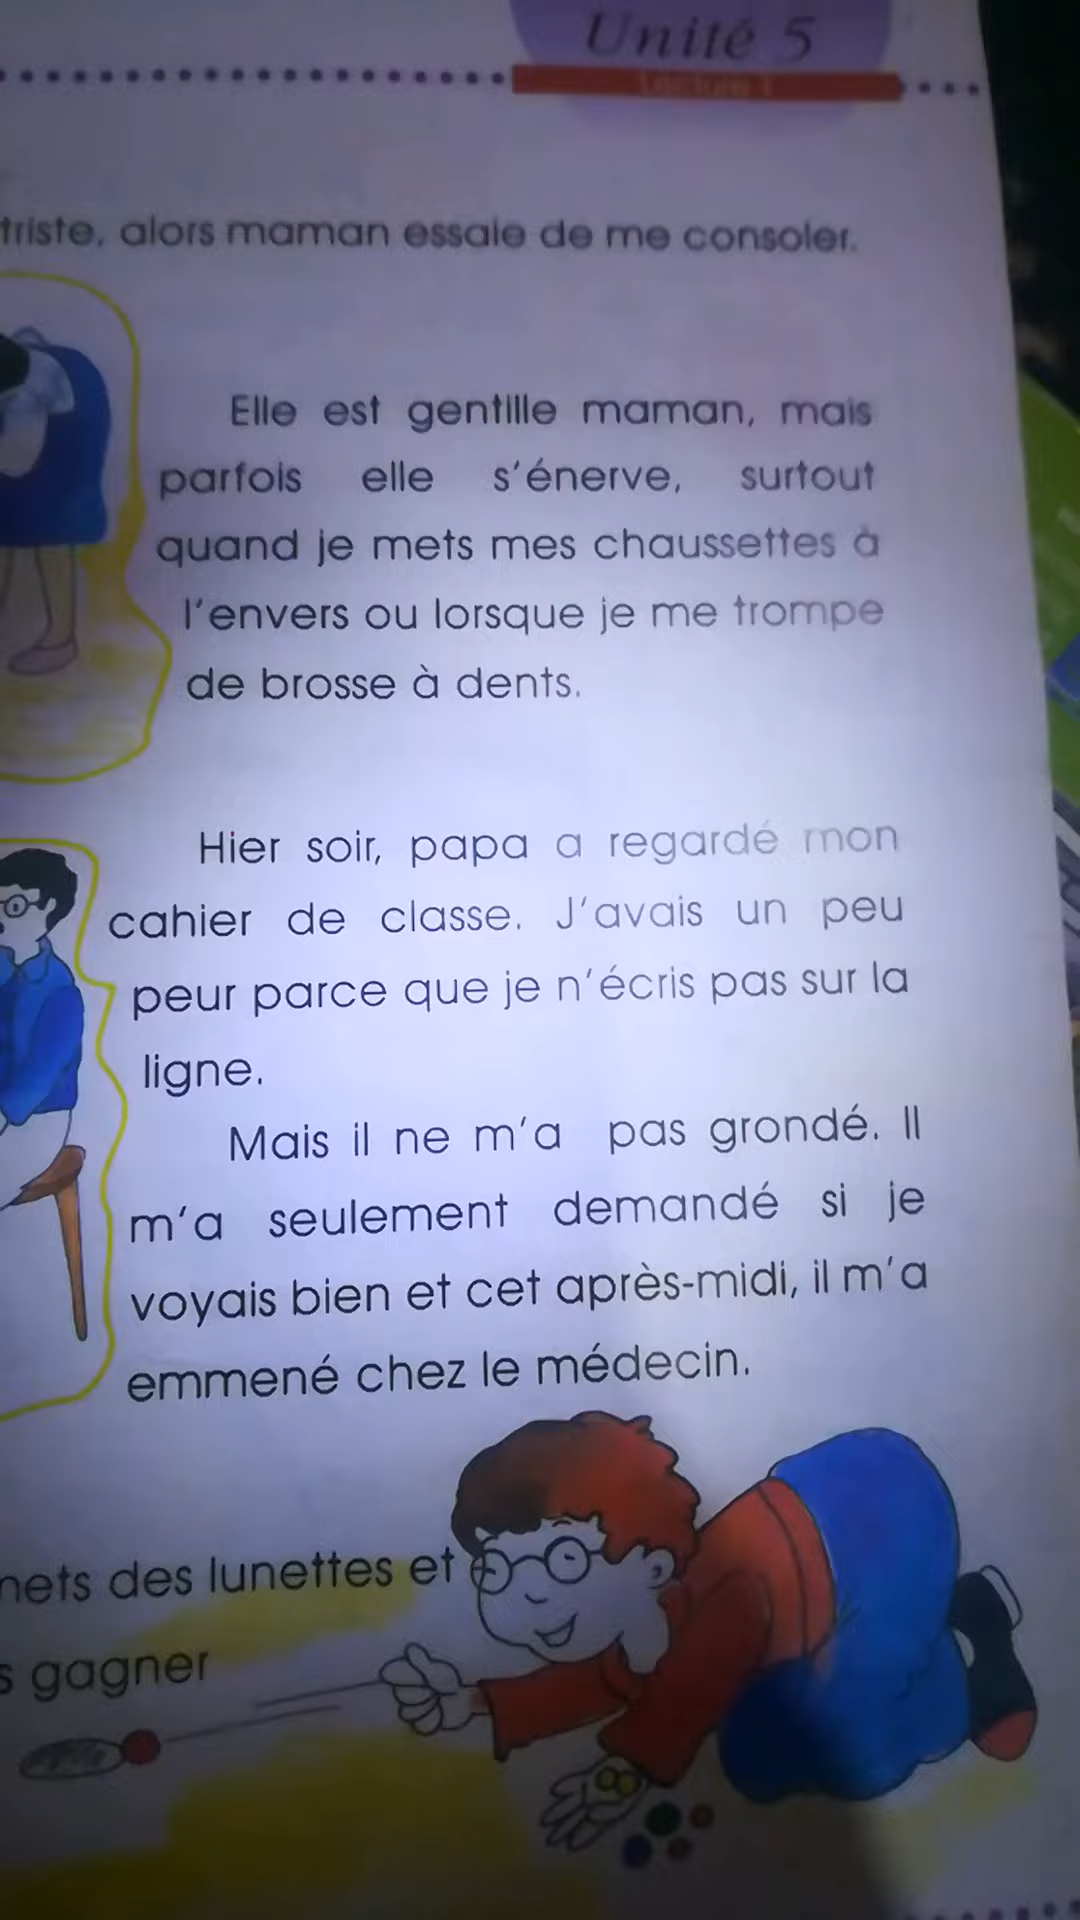 Unité 5
Lecture 1
triste, alors maman essaie de me consoler.
Elle est gentille maman, mais
parfois elle s'énerve, surtout
quand je mets mes chaussettes à
l'envers ou lorsque je me trompe
de brosse à dents.
Hier soir, papa a regardé mon
cahier de classe. J'avais un peu
peur parce que je n'écris pas sur la
ligne.
Mais il ne m'a pas grondé. Il
m'a seulement demandé si je
voyais bien et cet après-midi, il m'a
emmené chez le médecin.
des lunettes et
gagner